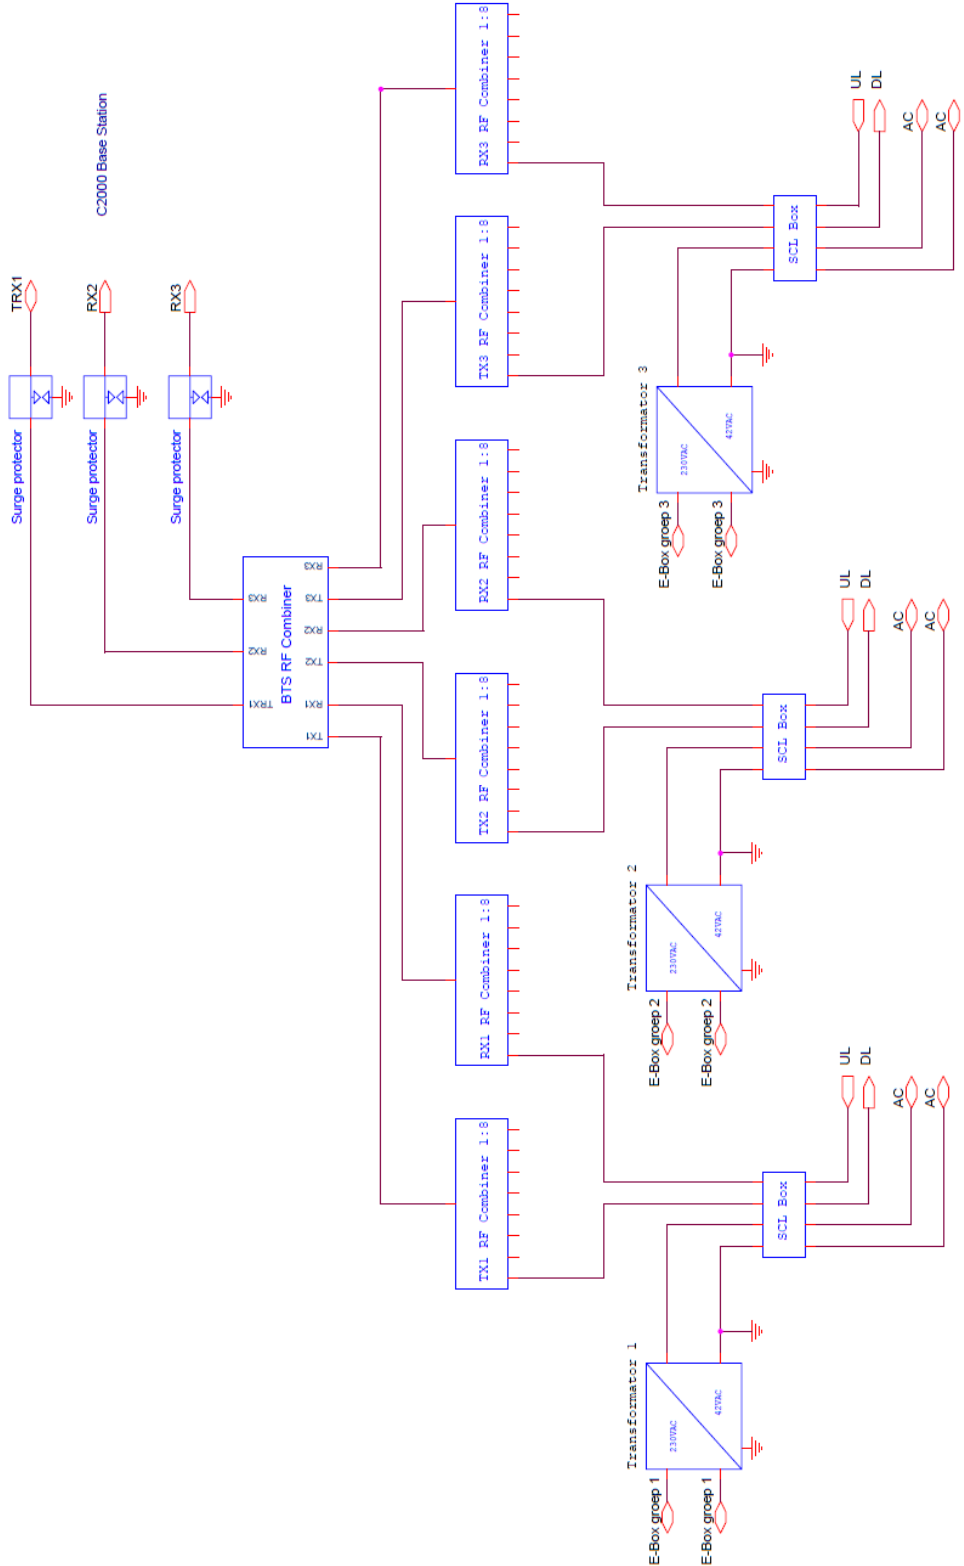 C2000 Base Station
TRX1
RX2
RX3
Surge protector
Surge protector
Surge protector
TRX1
RX2
RX3
BTS RF Combiner
TX1
RX1
TX2
RX2
TX3
RX3
TX1 RF Combiner 1:8
RX1 RF Combiner 1:8
TX2 RF Combiner 1:8
RX2 RF Combiner 1:8
TX3 RF Combiner 1:8
RX3 RF Combiner 1:8
Transformator 1
230VAC
42VAC
E-Box groep 1
E-Box groep 1
SCL Box
UL
DL
AC
AC
Transformator 2
230VAC
42VAC
E-Box groep 2
E-Box groep 2
SCL Box
UL
DL
AC
AC
Transformator 3
230VAC
42VAC
E-Box groep 3
E-Box groep 3
SCL Box
UL
DL
AC
AC